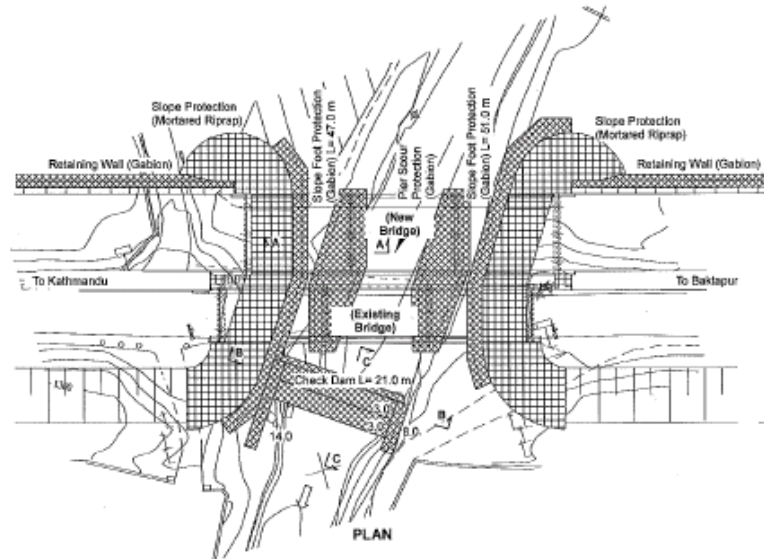 Slope Protection
(Mortared Riprap)
Retaining Wall (Gabion)
Slope Foot Protection
(Gabion) L= 47.0 m
Pier Scour
Protection
(Gabion)
Slope Foot Protection
(Gabion) L= 51.0 m
Slope Protection
(Mortared Riprap)
Retaining Wall (Gabion)
(New
Bridge)
A
A
To Kathmandu
To Baktapur
(Existing
Bridge)
B
C
Check Dam L= 21.0 m
3.0
3.0
14.0
8.0
B
C
PLAN